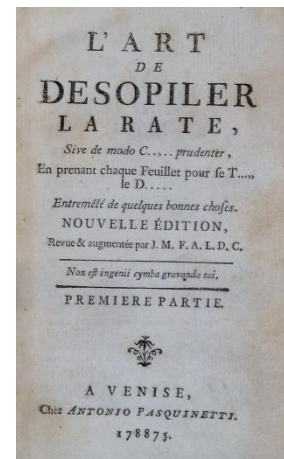 L'ART
DE
DESOPILER
LA RATE,
Sive de modo C..... prudenter,
En prenant chaque Feuillet pour se T.....
le D.....
Entremêlé de quelques bonnes choses.
NOUVELLE ÉDITION,
Revue & augmentée par J. M. F. A. L. D. C.
Non est ingenii cymba gravanda tui.
PREMIERE PARTIE.
A VENISE,
Chez ANTONIO PASQUINETTI.
178875.